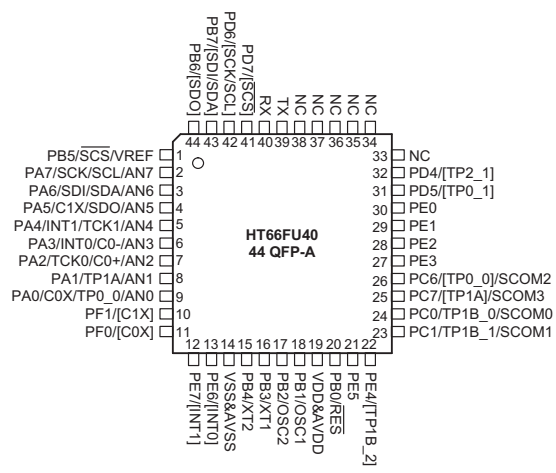 PB6/[SDO]
PB7/[SDI/SDA]
PD6/[SCK/SCL]
PD7/[SCS]
RX
TX
NC
NC
NC
NC
NC
44 43 42 41 40 39 38 37 36 35 34
PB5/SCS/VREF 1
PA7/SCK/SCL/AN7 2
PA6/SDI/SDA/AN6 3
PA5/C1X/SDO/AN5 4
PA4/INT1/TCK1/AN4 5
PA3/INT0/C0-/AN3 6
PA2/TCK0/C0+/AN2 7
PA1/TP1A/AN1 8
PA0/C0X/TP0_0/AN0 9
PF1/[C1X] 10
PF0/[C0X] 11
HT66FU40
44 QFP-A
33 NC
32 PD4/[TP2_1]
31 PD5/[TP0_1]
30 PE0
29 PE1
28 PE2
27 PE3
26 PC6/[TP0_0]/SCOM2
25 PC7/[TP1A]/SCOM3
24 PC0/TP1B_0/SCOM0
23 PC1/TP1B_1/SCOM1
12 13 14 15 16 17 18 19 20 21 22
PE7/[INT1]
PE6/[INT0]
VSS&AVSS
PB4/XT2
PB3/XT1
PB2/OSC2
PB1/OSC1
VDD&AVDD
PB0/RES
PE5
PE4/[TP1B_2]